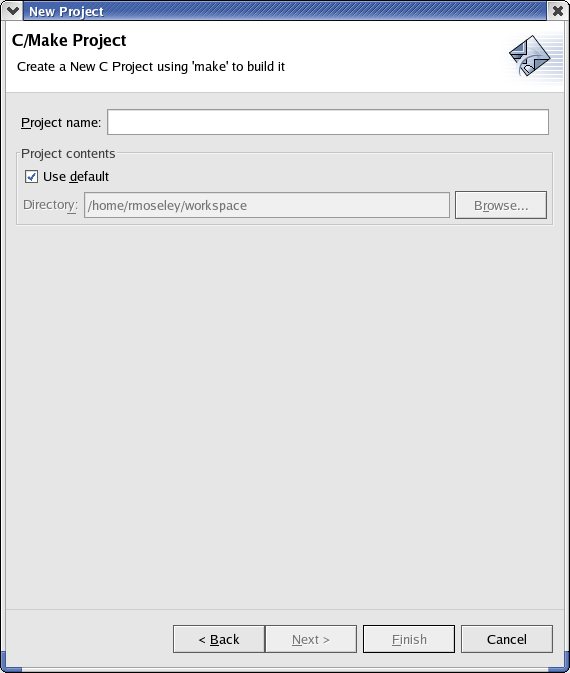 New Project
C/Make Project
Create a New C Project using 'make' to build it
Project name:
Project contents
Use default
Directory: /home/rmoseley/workspace Browse...
< Back Next > Finish Cancel